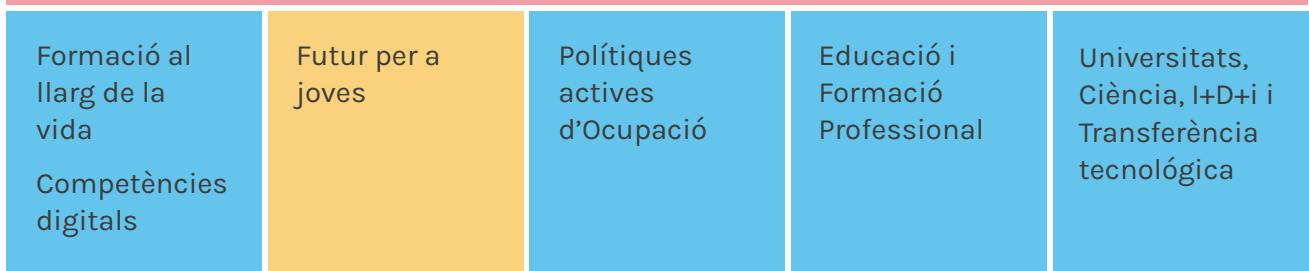 Formació al
llarg de la
vida
Competències
digitals
Futur per a
joves
Polítiques
actives
d’Ocupació
Educació i
Formació
Professional
Universitats,
Ciència, I+D+i i
Transferència
tecnológica